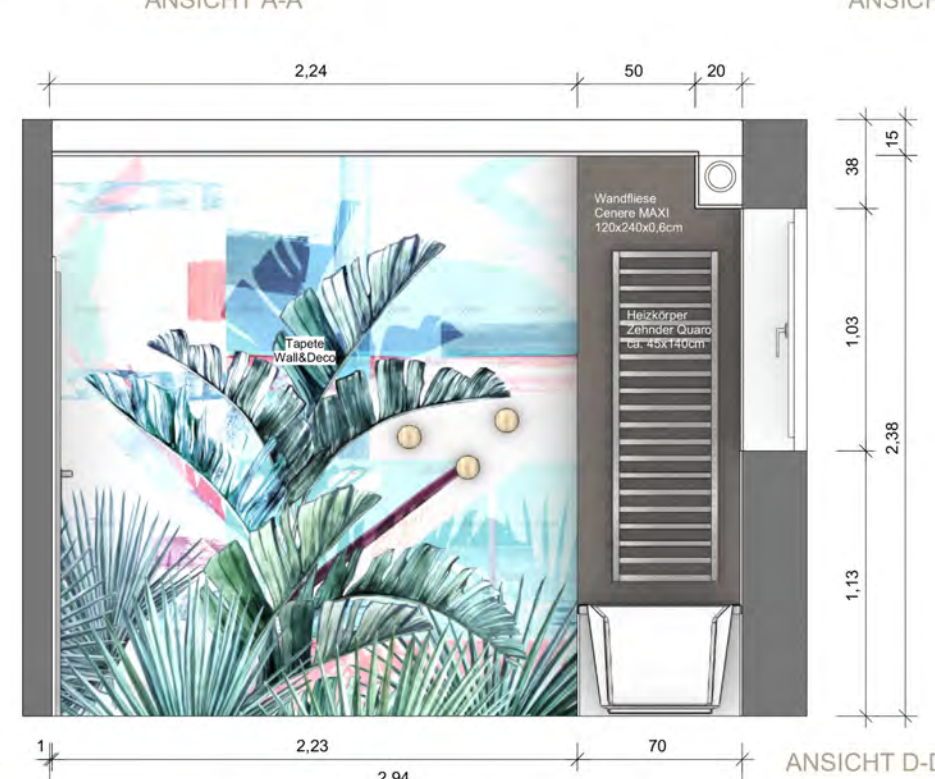 ANSICHT A-A
ANSICH
2,24
50
20
15
38
Wandfliese
Cenere MAXI
120x240x0,6cm
Heizkörper
Zehnder Quaro
ca. 45x140cm
Tapete
Wall&Deco
1,03
2,38
1,13
1
2,23
70
ANSICHT D-D
2,94